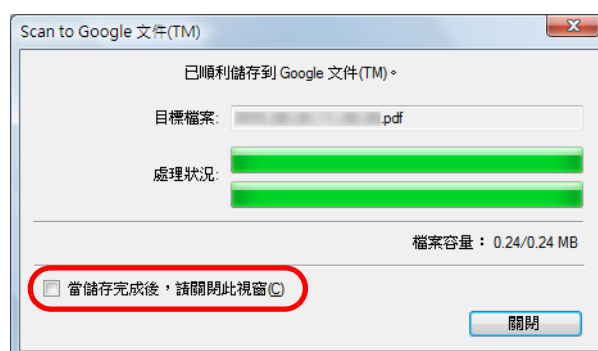 Scan to Google 文件(TM)
已順利儲存到 Google 文件(TM)。
目標檔案: .pdf
處理狀況:
檔案容量： 0.24/0.24 MB
當儲存完成後，請關閉此視窗(C)
關閉